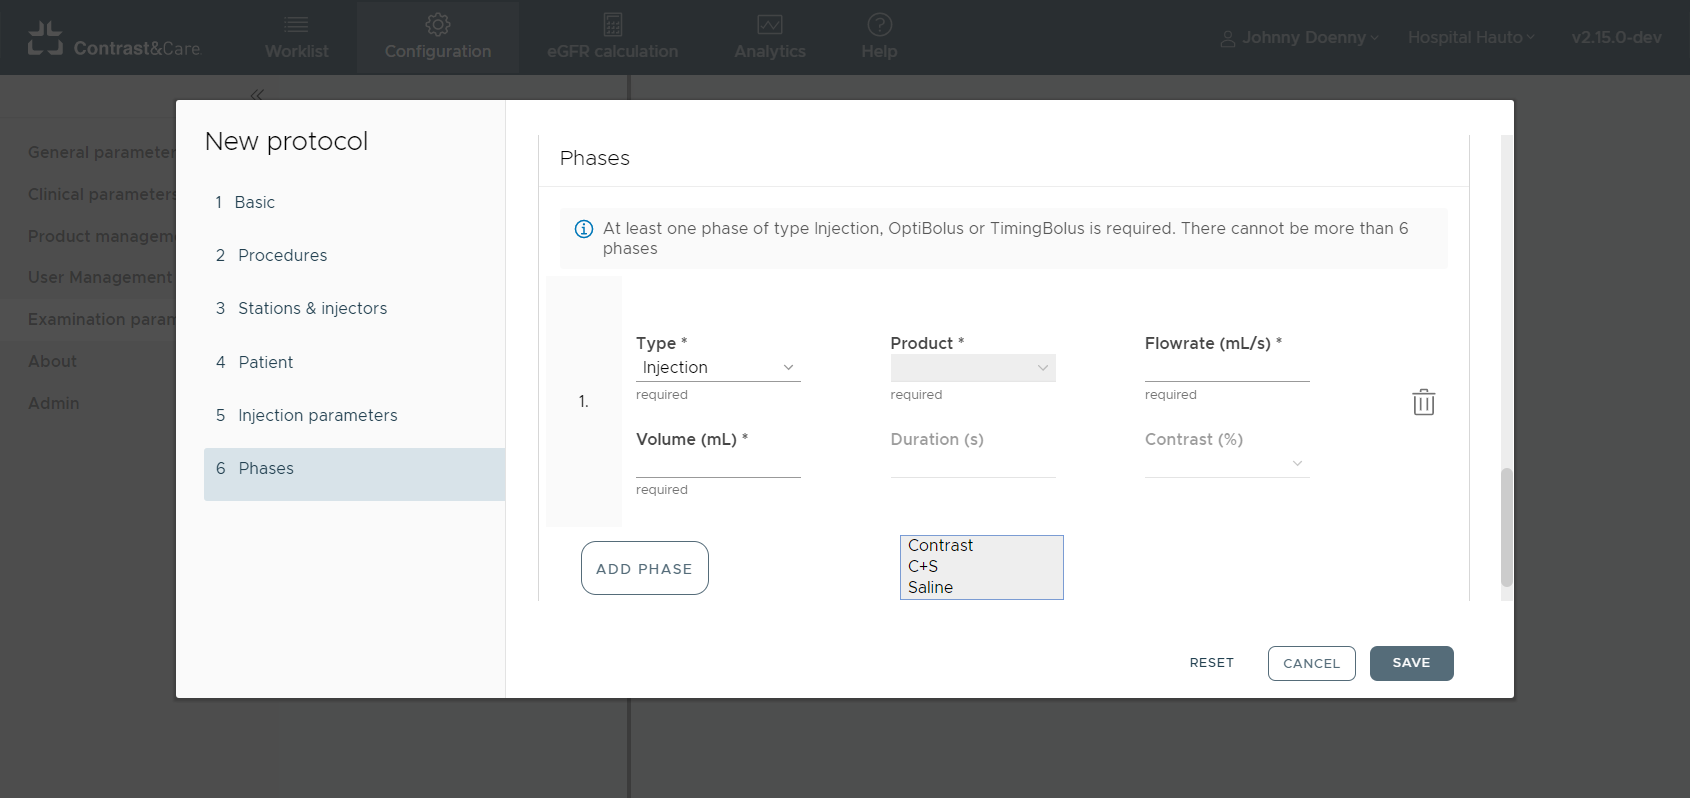 Contrast&Care.
Worklist
Configuration
eGFR calculation
Analytics
Help
Johnny Doenny
Hospital Hauto
v2.15.0-dev
General parameter
Clinical parameters
Product managem
User Management
Examination param
About
Admin
New protocol
1 Basic
2 Procedures
3 Stations & injectors
4 Patient
5 Injection parameters
6 Phases
Phases
At least one phase of type Injection, OptiBolus or TimingBolus is required. There cannot be more than 6
phases
1.
Type *
Injection
required
Product *
required
Flowrate (mL/s) *
required
Volume (mL) *
required
Duration (s)
Contrast (%)
ADD PHASE
Contrast
C+S
Saline
RESET
CANCEL
SAVE